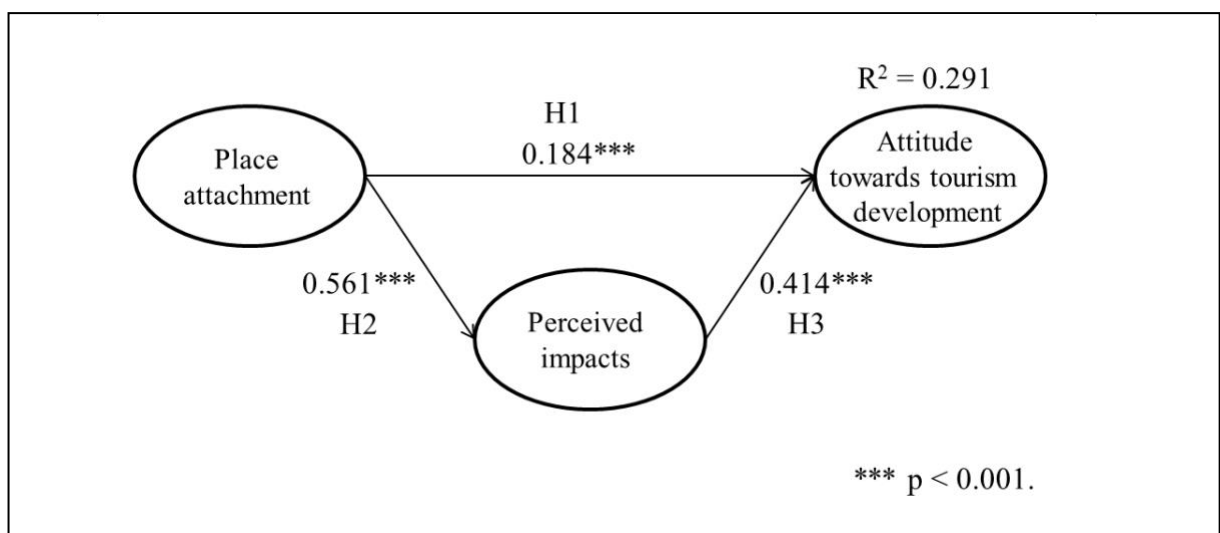 R² = 0.291
H1
0.184***
Place
attachment
Attitude
towards tourism
development
0.561***
H2
0.414***
H3
Perceived
impacts
*** p < 0.001.